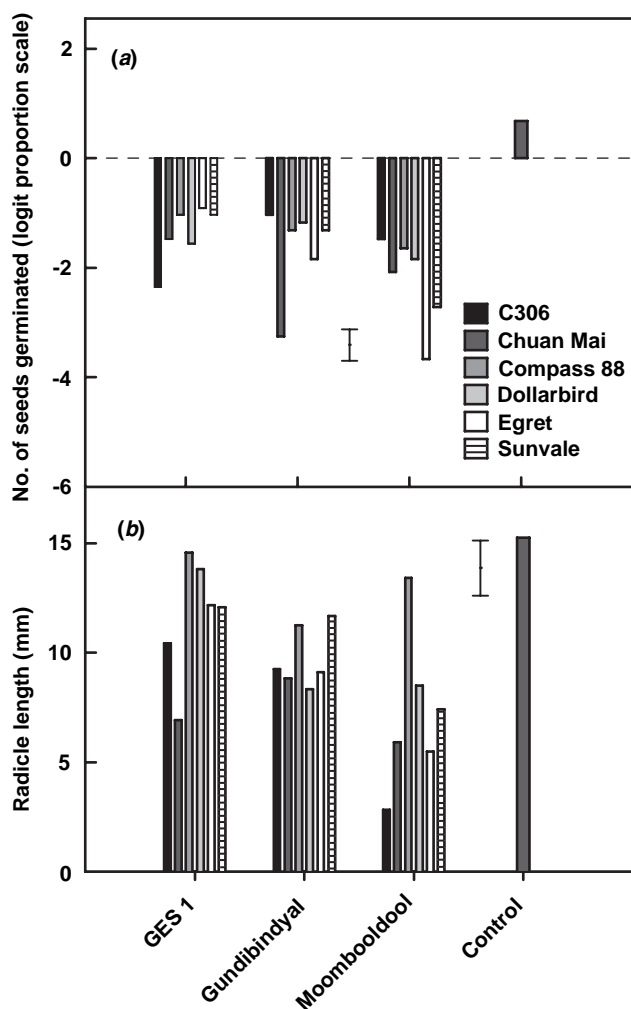 No. of seeds germinated (logit proportion scale)
2
0
-2
-4
-6
(a)
C306
Chuan Mai
Compass 88
Dollarbird
Egret
Sunvale
Radicle length (mm)
15
10
5
0
(b)
GES 1
Gundibindyal
Moombooldool
Control